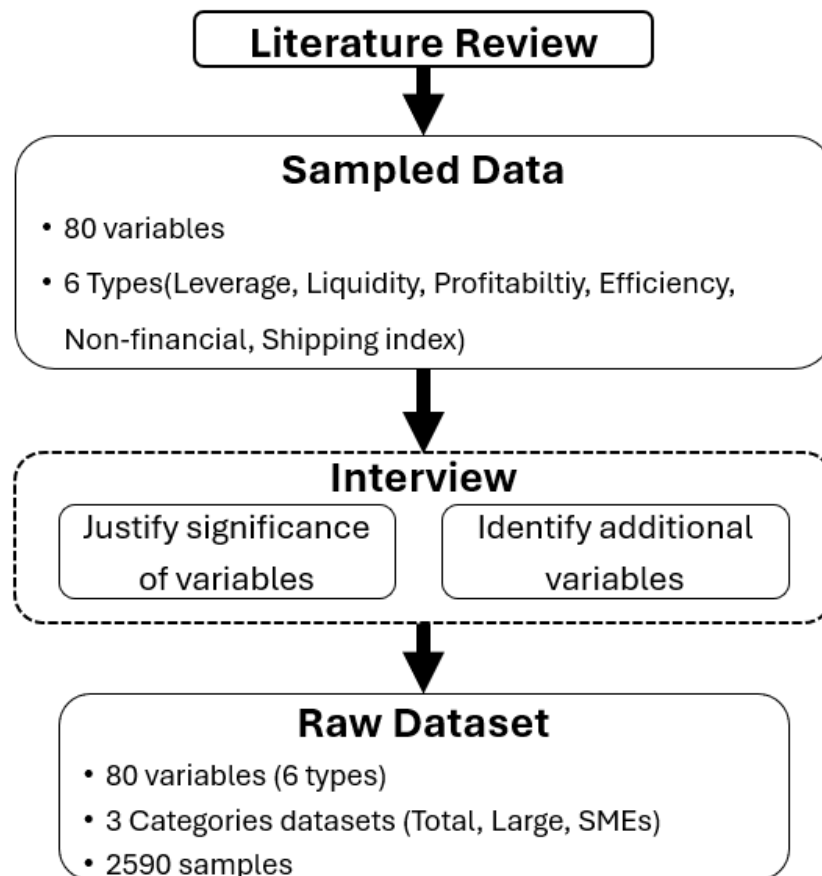 Literature Review
Sampled Data
• 80 variables
• 6 Types(Leverage, Liquidity, Profitabiltiy, Efficiency,
Non-financial, Shipping index)
Interview
Justify significance
of variables
Identify additional
variables
Raw Dataset
• 80 variables (6 types)
• 3 Categories datasets (Total, Large, SMEs)
• 2590 samples